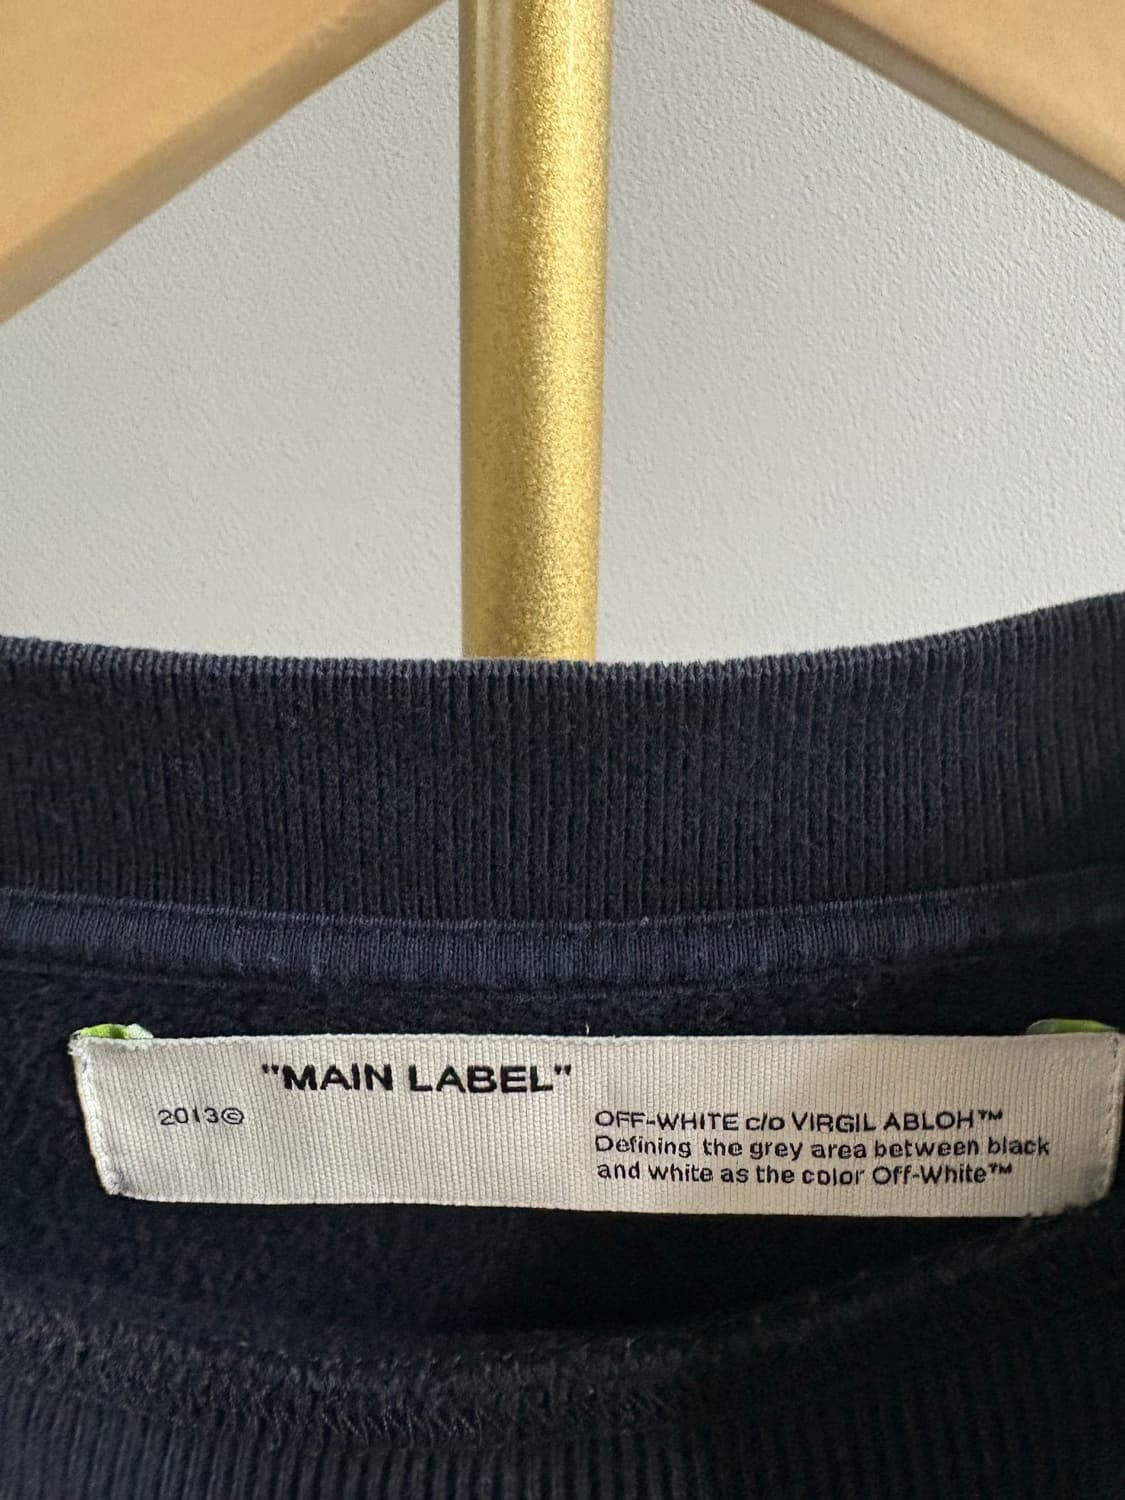 "MAIN LABEL"
2013©
OFF-WHITE c/o VIRGIL ABLOH™
Defining the grey area between black
and white as the color Off-White™